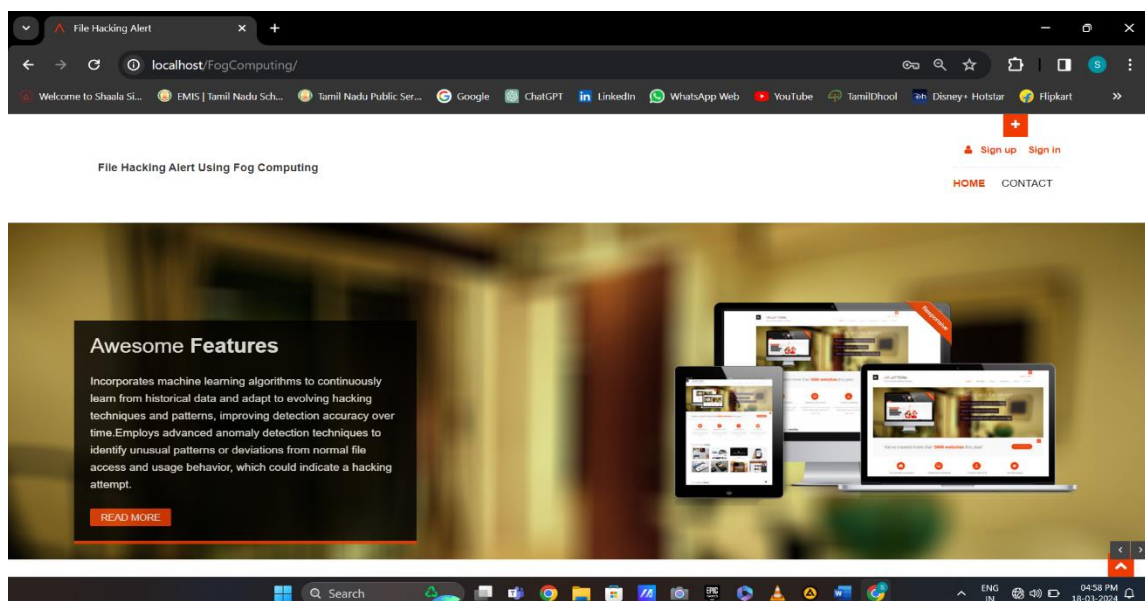 File Hacking Alert
localhost/FogComputing/
S
Welcome to Shaala Si...
EMIS | Tamil Nadu Sch...
Tamil Nadu Public Ser...
Google
ChatGPT
LinkedIn
WhatsApp Web
YouTube
TamilDhool
Disney+ Hotstar
Flipkart
Sign up Sign in
File Hacking Alert Using Fog Computing
HOME CONTACT
Awesome Features
Incorporates machine learning algorithms to continuously
learn from historical data and adapt to evolving hacking
techniques and patterns, improving detection accuracy over
time.Employs advanced anomaly detection techniques to
identify unusual patterns or deviations from normal file
access and usage behavior, which could indicate a hacking
attempt.
READ MORE
Responsive
Search
ENG
IN
04:58 PM
18-03-2024